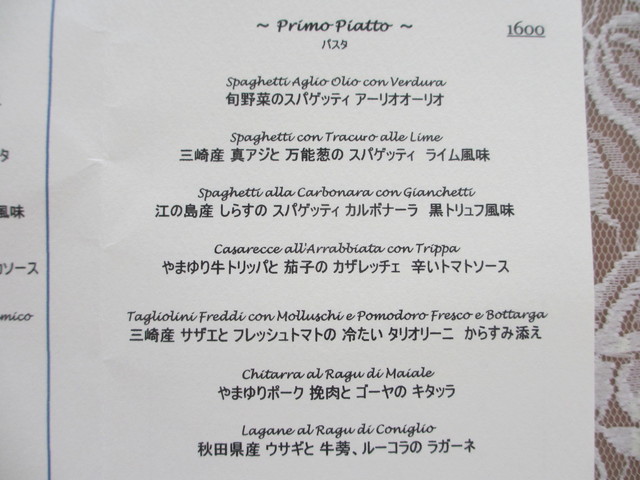 ~ Primo Piatto ~ 1600
パスタ
Spaghetti Aglio Olio con Verdura
旬野菜のスパゲッティ アーリオオーリオ
Spaghetti con Tracuro alle Lime
三崎産 真アジと 万能葱の スパゲッティ ライム風味
Spaghetti alla Carbonara con Gianchetti
江の島産 しらすの スパゲッティ カルボナーラ 黒トリュフ風味
Casarecce all'Arrabbiata con Trippa
やまゆり牛トリッパと 茄子の カザレッチェ 辛いトマトソース
Tagliolini Freddi con Molluschi e Pomodoro Fresco e Bottarga
三崎産 サザエと フレッシュトマトの 冷たい タリオリーニ からすみ添え
Chitarra al Ragu di Maiale
やまゆりポーク 挽肉と ゴーヤの キタッラ
Lagane al Ragu di Coniglio
秋田県産 ウサギと 牛蒡、ルーコラの ラガーネ
タ
風味
ソース
mico